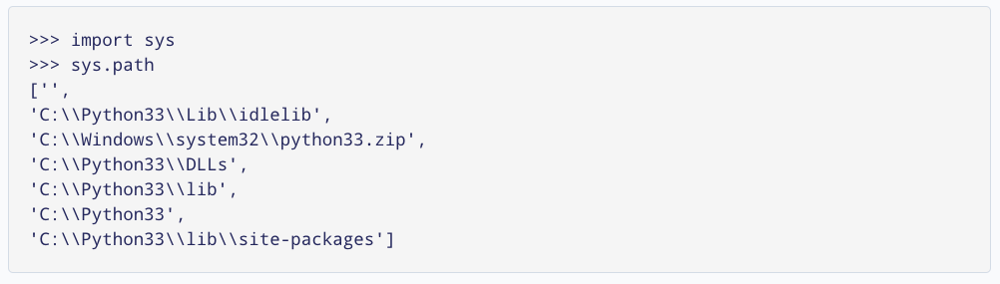 >>> import sys
>>> sys.path
['',
'C:\\Python33\\Lib\\idlelib',
'C:\\Windows\\system32\\python33.zip',
'C:\\Python33\\DLLs',
'C:\\Python33\\lib',
'C:\\Python33',
'C:\\Python33\\lib\\site-packages']